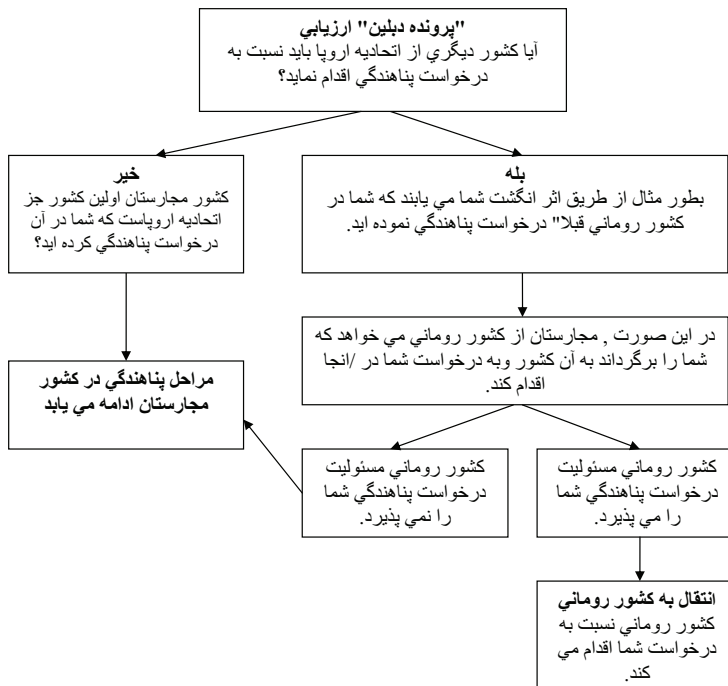 "پرونده دبلين" ارزيابي
آيا كشور ديگري از اتحاديه اروپا بايد نسبت به
درخواست پناهندگي اقدام نمايد؟
بله
بطور مثال از طريق اثر انگشت شما مي يابند كه شما در
كشور روماني قبلا" درخواست پناهندگي نموده ايد.
خير
كشور مجارستان اولين كشور جز
اتحاديه اروپاست كه شما در آن
درخواست پناهندگي كرده ايد؟
در اين صورت , مجارستان از كشور روماني مي خواهد كه
شما را برگرداند به آن كشور وبه درخواست شما در /انجا
اقدام كند.
مراحل پناهندگي در كشور
مجارستان ادامه مي يابد
كشور روماني مسئوليت
درخواست پناهندگي شما
را مي پذيرد.
كشور روماني مسئوليت
درخواست پناهندگي شما
را نمي پذيرد.
انتقال به كشور روماني
كشور روماني نسبت به
درخواست شما اقدام مي
كند.